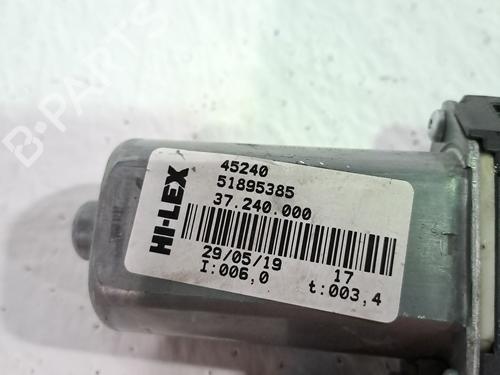 B-PARTS
HI-LEX
45240
51895385
37.240.000
29/05/19 17
I:006,0 t:003,4